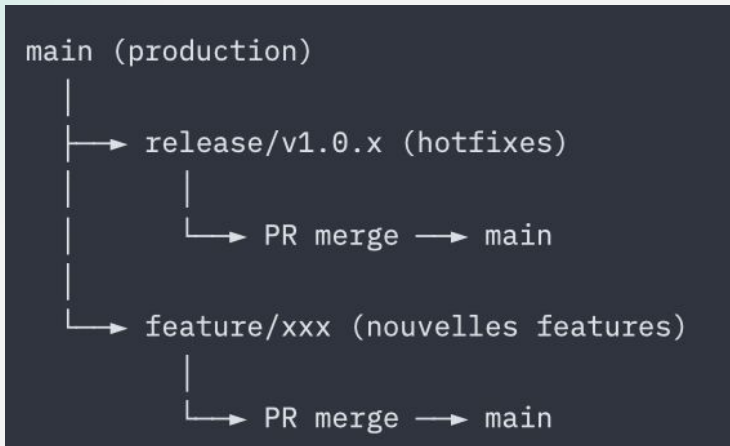 main (production)
release/v1.0.x (hotfixes)
PR merge → main
feature/xxx (nouvelles features)
PR merge → main